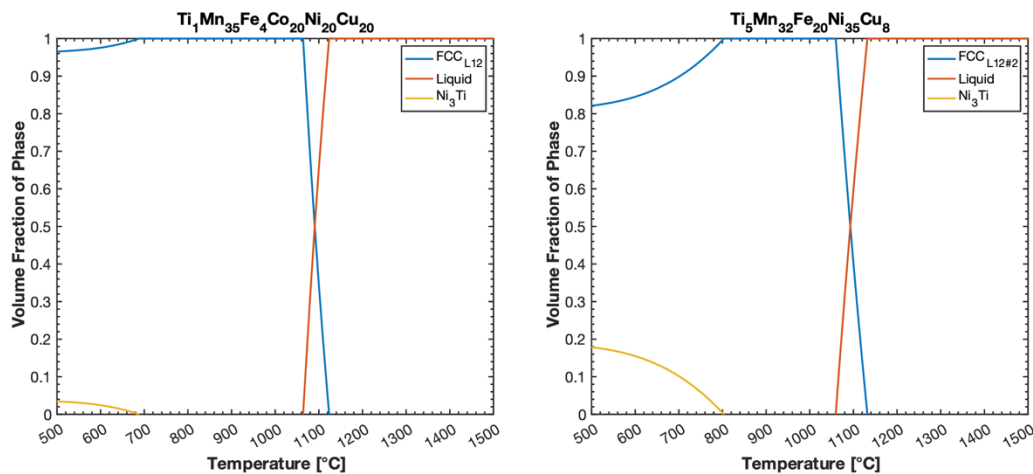 Ti₁Mn₃₅Fe₄Co₂₀Ni₂₀Cu₂₀
1
0.9
0.8
0.7
0.6
0.5
0.4
0.3
0.2
0.1
0
Volume Fraction of Phase
FCC_L12
Liquid
Ni₃Ti
500 600 700 800 900 1000 1100 1200 1300 1400 1500
Temperature [°C]
Ti₅Mn₃₂Fe₂₀Ni₃₅Cu₈
1
0.9
0.8
0.7
0.6
0.5
0.4
0.3
0.2
0.1
0
Volume Fraction of Phase
FCC_L12#2
Liquid
Ni₃Ti
500 600 700 800 900 1000 1100 1200 1300 1400 1500
Temperature [°C]